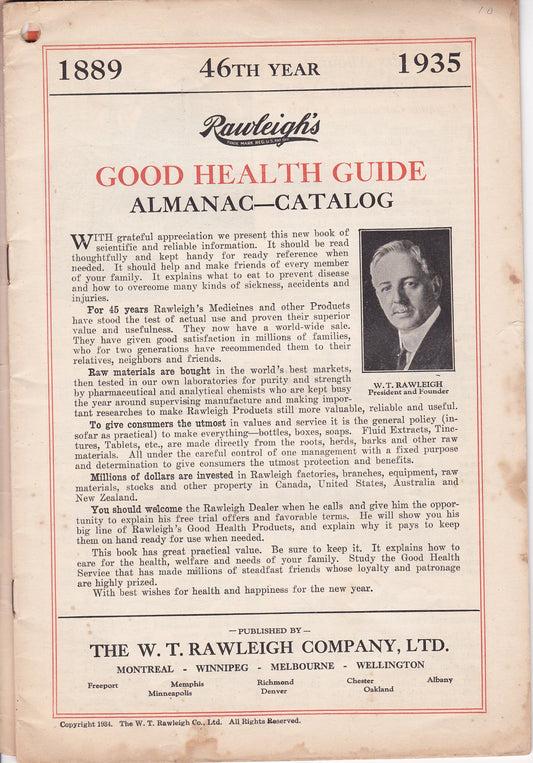 1889 46TH YEAR 1935
Rawleigh's
TRADE MARK REG. U.S. PAT. OFF.
GOOD HEALTH GUIDE
ALMANAC—CATALOG
WITH grateful appreciation we present this new book of
scientific and reliable information. It should be read
thoughtfully and kept handy for ready reference when
needed. It should help and make friends of every member
of your family. It explains what to eat to prevent disease
and how to overcome many kinds of sickness, accidents and
injuries.
For 45 years Rawleigh's Medicines and other Products
have stood the test of actual use and proven their superior
value and usefulness. They now have a world-wide sale.
They have given good satisfaction in millions of families,
who for two generations have recommended them to their
relatives, neighbors and friends.
W. T. RAWLEIGH
President and Founder
Raw materials are bought in the world's best markets,
then tested in our own laboratories for purity and strength
by pharmaceutical and analytical chemists who are kept busy
the year around supervising manufacture and making impor-
tant researches to make Rawleigh Products still more valuable, reliable and useful.
To give consumers the utmost in values and service it is the general policy (in-
sofar as practical) to make everything—bottles, boxes, soaps. Fluid Extracts, Tinc-
tures, Tablets, etc., are made directly from the roots, herbs, barks and other raw
materials. All under the careful control of one management with a fixed purpose
and determination to give consumers the utmost protection and benefits.
Millions of dollars are invested in Rawleigh factories, branches, equipment, raw
materials, stocks and other property in Canada, United States, Australia and
New Zealand.
You should welcome the Rawleigh Dealer when he calls and give him the oppor-
tunity to explain his free trial offers and favorable terms. He will show you his
big line of Rawleigh's Good Health Products, and explain why it pays to keep
them on hand ready for use when needed.
This book has great practical value. Be sure to keep it. It explains how to
care for the health, welfare and needs of your family. Study the Good Health
Service that has made millions of steadfast friends whose loyalty and patronage
are highly prized.
With best wishes for health and happiness for the new year.
—PUBLISHED BY—
THE W. T. RAWLEIGH COMPANY, LTD.
MONTREAL - WINNIPEG - MELBOURNE - WELLINGTON
Freeport Memphis Richmond Chester Albany
Minneapolis Denver Oakland
Copyright 1934. The W. T. Rawleigh Co., Ltd. All Rights Reserved.